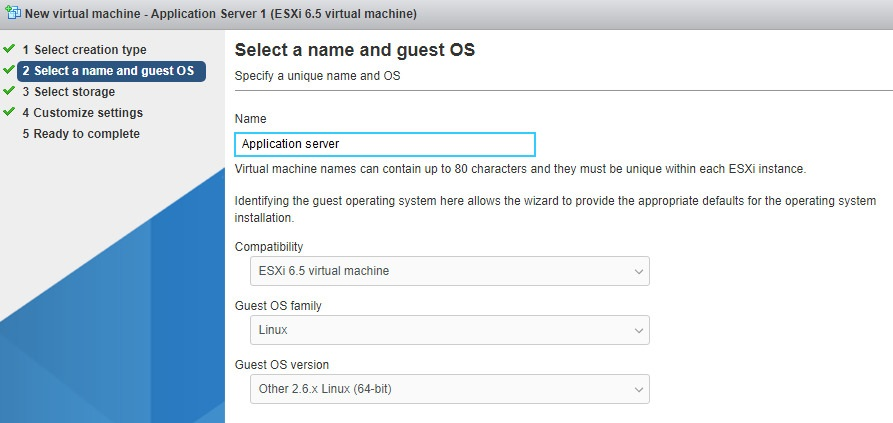 New virtual machine - Application Server 1 (ESXi 6.5 virtual machine)
1 Select creation type
2 Select a name and guest OS
3 Select storage
4 Customize settings
5 Ready to complete
Select a name and guest OS
Specify a unique name and OS
Name
Application server
Virtual machine names can contain up to 80 characters and they must be unique within each ESXi instance.
Identifying the guest operating system here allows the wizard to provide the appropriate defaults for the operating system
installation.
Compatibility
ESXi 6.5 virtual machine
Guest OS family
Linux
Guest OS version
Other 2.6.x Linux (64-bit)